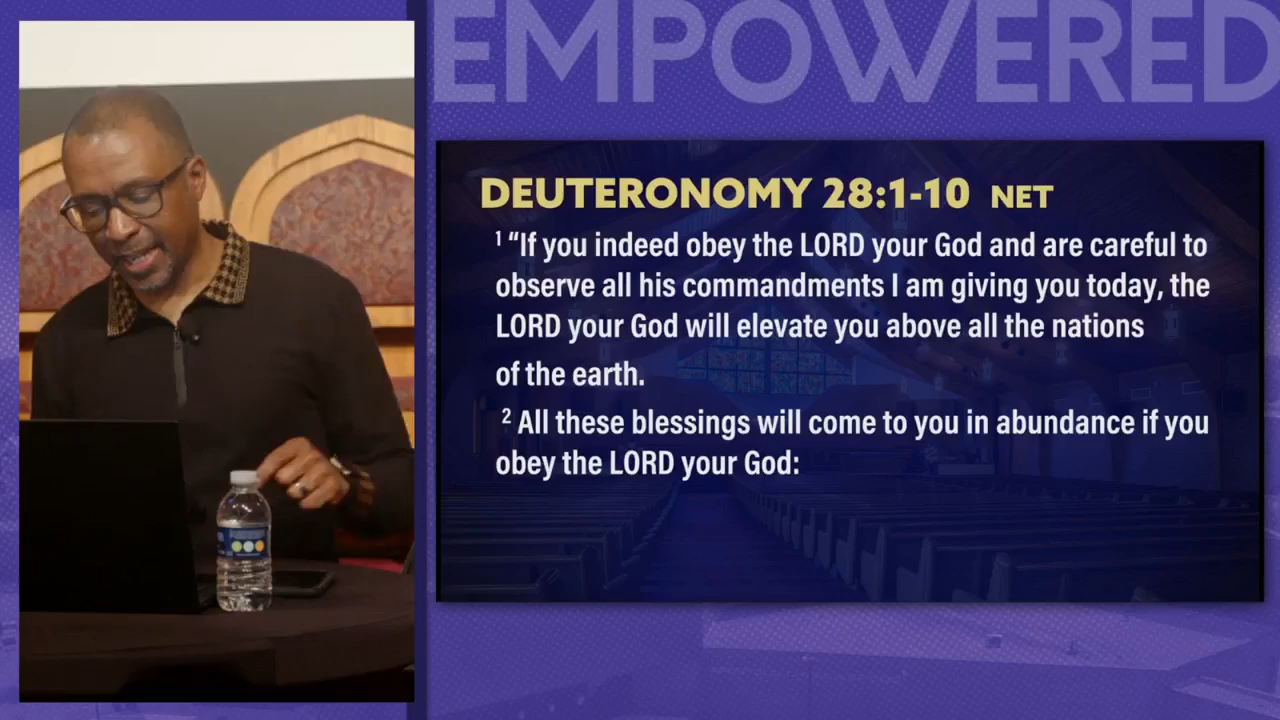 EMPOWERED
DEUTERONOMY 28:1-10 NET
1 “If you indeed obey the LORD your God and are careful to
observe all his commandments I am giving you today, the
LORD your God will elevate you above all the nations
of the earth.
2 All these blessings will come to you in abundance if you
obey the LORD your God: